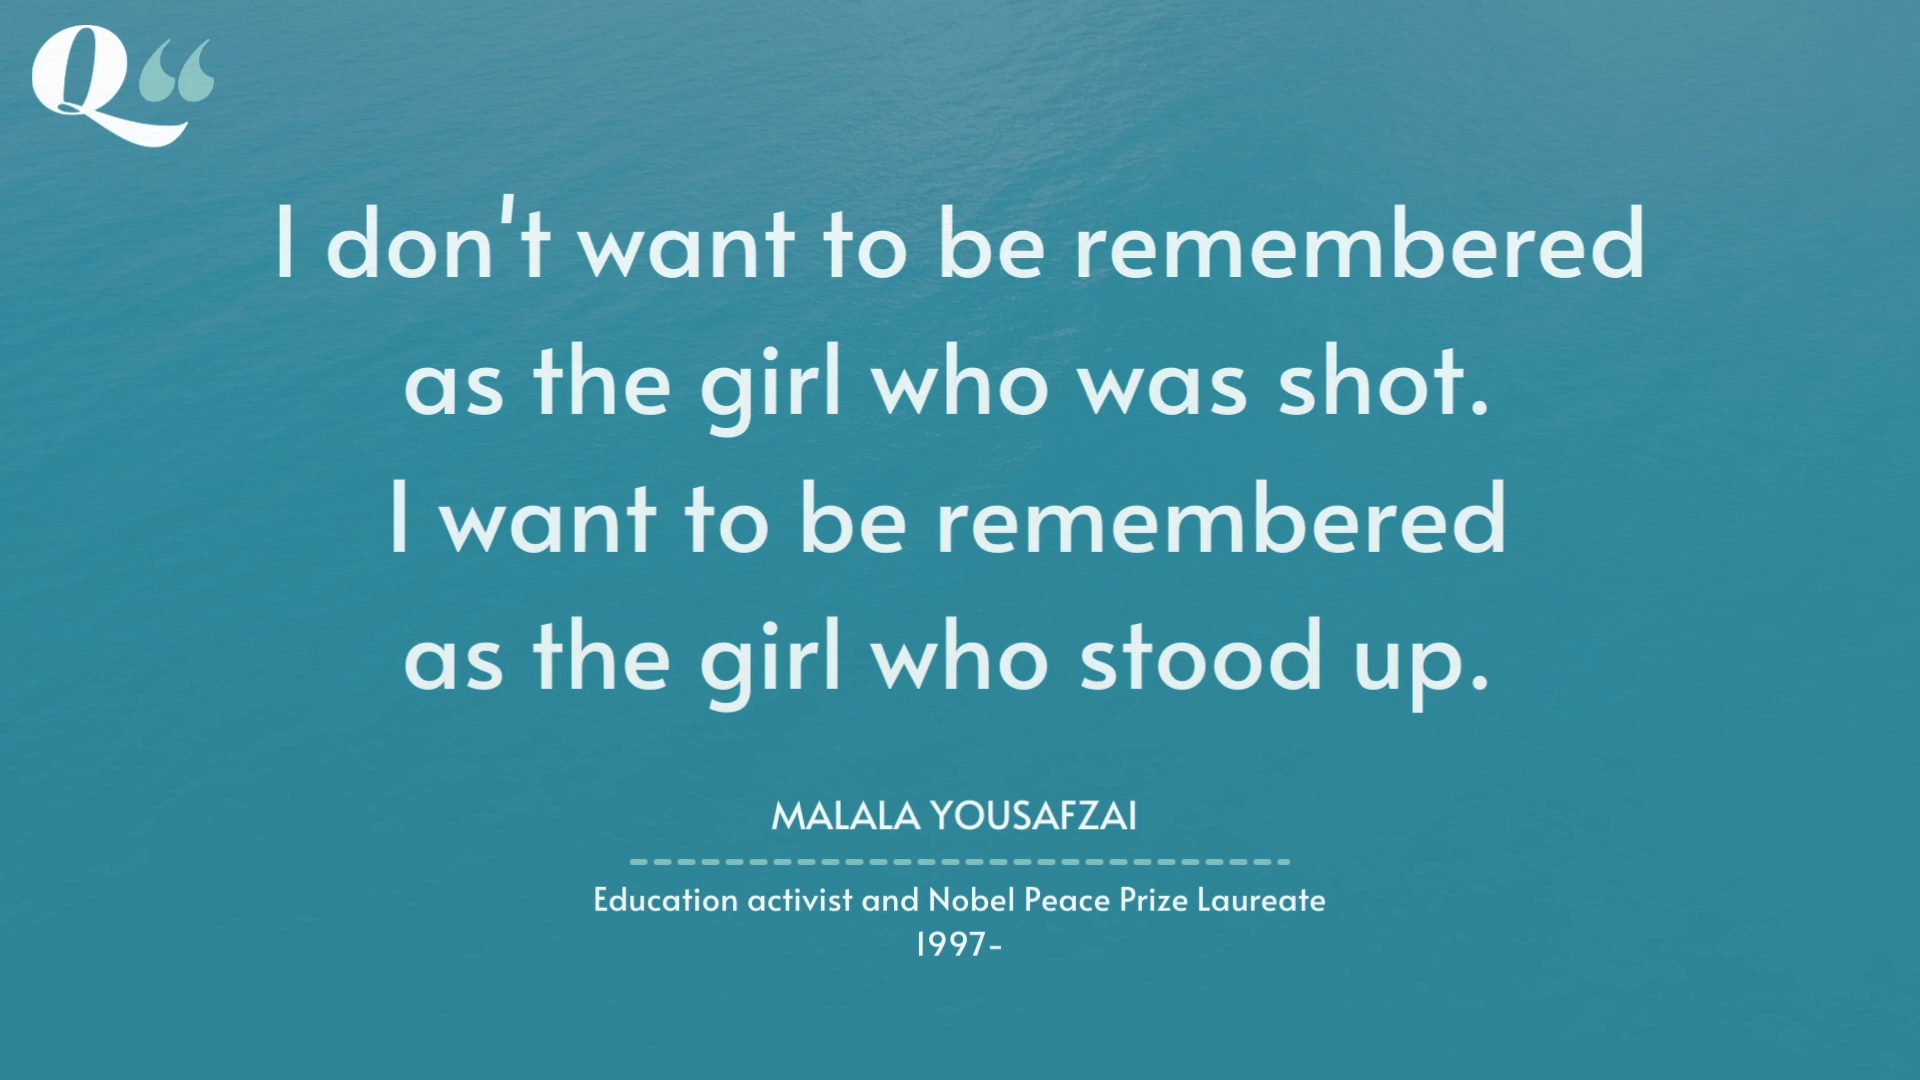 Q“
I don't want to be remembered
as the girl who was shot.
I want to be remembered
as the girl who stood up.
MALALA YOUSAFZAI
Education activist and Nobel Peace Prize Laureate
1997-